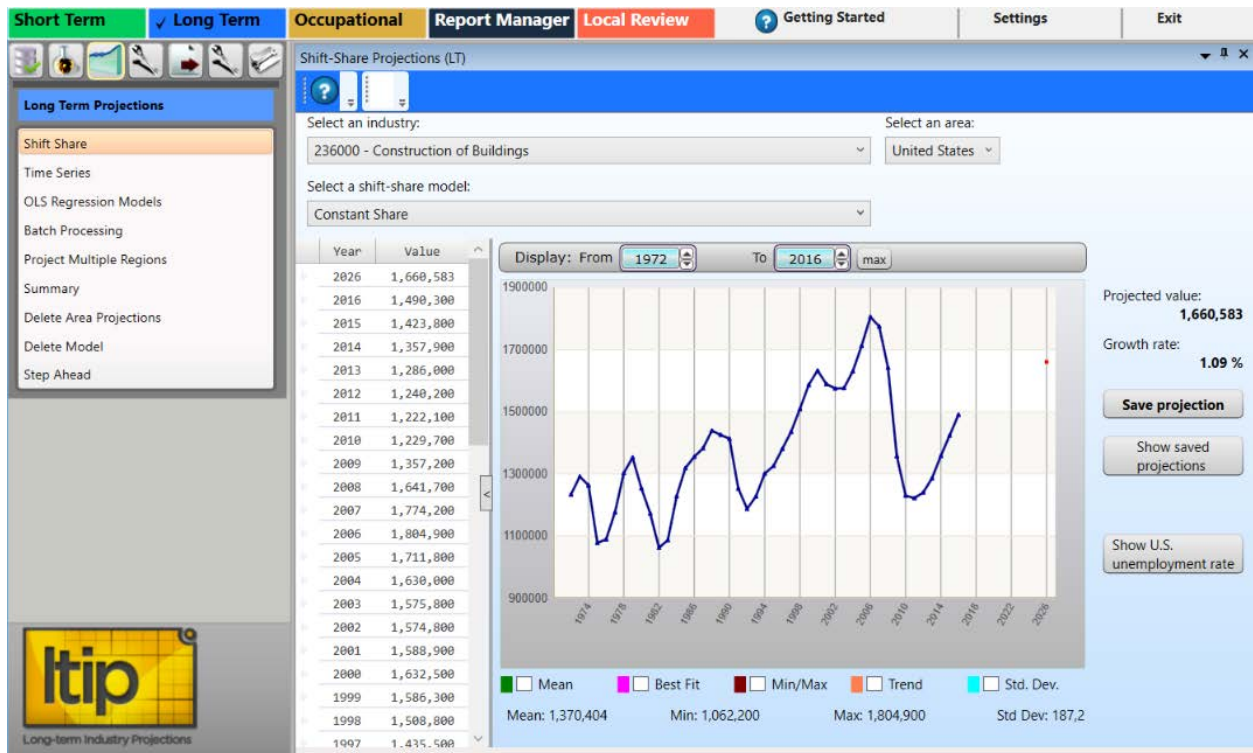 Short Term
✓ Long Term
Occupational
Report Manager
Local Review
? Getting Started
Settings
Exit
Shift-Share Projections (LT)
?
Long Term Projections
Shift Share
Time Series
OLS Regression Models
Batch Processing
Project Multiple Regions
Summary
Delete Area Projections
Delete Model
Step Ahead
Select an industry:
236000 - Construction of Buildings
Select an area:
United States
Select a shift-share model:
Constant Share
Year Value
2026 1,660,583
2016 1,490,300
2015 1,423,800
2014 1,357,900
2013 1,286,000
2012 1,240,200
2011 1,222,100
2010 1,229,700
2009 1,357,200
2008 1,641,700
2007 1,774,200
2006 1,804,900
2005 1,711,800
2004 1,630,000
2003 1,575,800
2002 1,574,800
2001 1,588,900
2000 1,632,500
1999 1,586,300
1998 1,508,800
1997 1,435,500
<
Display: From 1972 To 2016 max
1900000
1700000
1500000
1300000
1100000
900000
1974 1978 1982 1986 1990 1994 1998 2002 2006 2010 2014 2018 2022 2026
Mean Best Fit Min/Max Trend Std. Dev.
Mean: 1,370,404 Min: 1,062,200 Max: 1,804,900 Std Dev: 187,2
Projected value:
1,660,583
Growth rate:
1.09 %
Save projection
Show saved
projections
Show U.S.
unemployment rate
ltip
Long-term Industry Projections